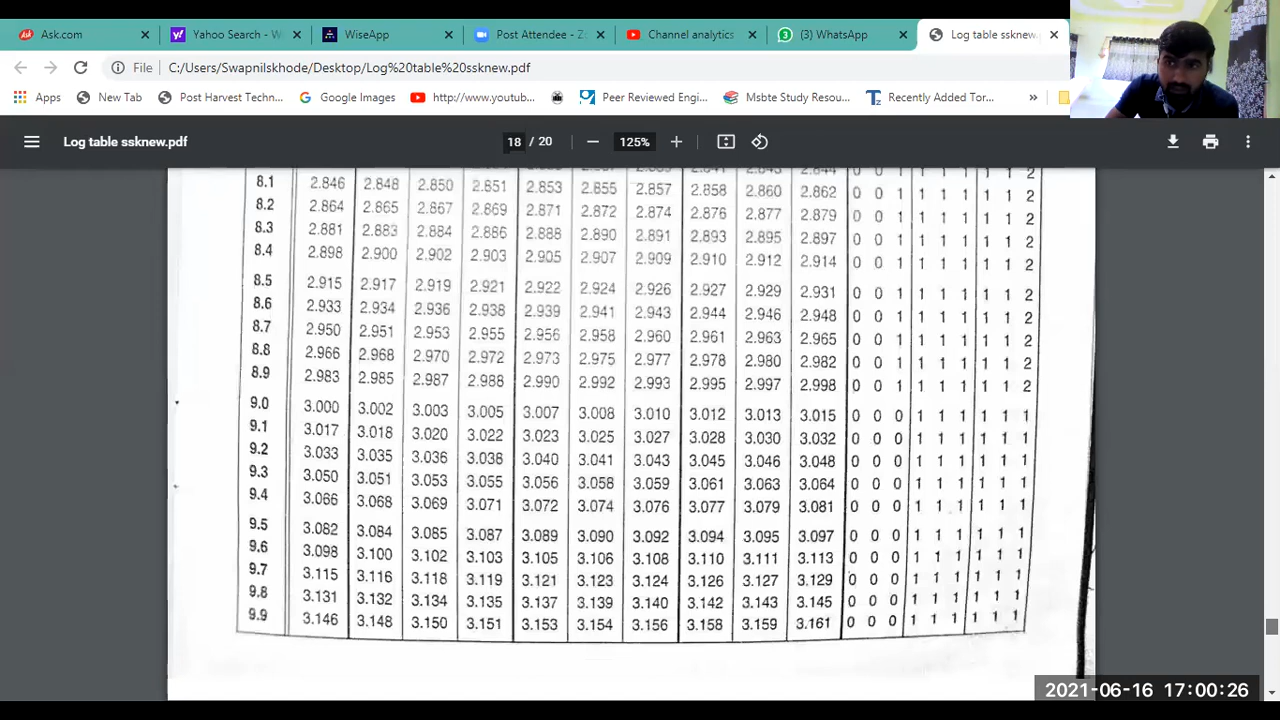 Ask.com Yahoo Search - W WiseApp Post Attendee - Z Channel analytics (3) WhatsApp Log table ssknew.p
File C:/Users/Swapnilskhode/Desktop/Log%20table%20ssknew.pdf
Apps New Tab Post Harvest Techn... Google Images http://www.youtub... Peer Reviewed Engi... Msbte Study Resou... Recently Added Tor... »
Log table ssknew.pdf 18 / 20 125%
8.1 2.846 2.848 2.850 2.851 2.853 2.855 2.857 2.858 2.860 2.862 0 0 1 1 1 1 1 1 2
8.2 2.864 2.865 2.867 2.869 2.871 2.872 2.874 2.876 2.877 2.879 0 0 1 1 1 1 1 1 2
8.3 2.881 2.883 2.884 2.886 2.888 2.890 2.891 2.893 2.895 2.897 0 0 1 1 1 1 1 1 2
8.4 2.898 2.900 2.902 2.903 2.905 2.907 2.909 2.910 2.912 2.914 0 0 1 1 1 1 1 1 2
8.5 2.915 2.917 2.919 2.921 2.922 2.924 2.926 2.927 2.929 2.931 0 0 1 1 1 1 1 1 2
8.6 2.933 2.934 2.936 2.938 2.939 2.941 2.943 2.944 2.946 2.948 0 0 1 1 1 1 1 1 2
8.7 2.950 2.951 2.953 2.955 2.956 2.958 2.960 2.961 2.963 2.965 0 0 1 1 1 1 1 1 2
8.8 2.966 2.968 2.970 2.972 2.973 2.975 2.977 2.978 2.980 2.982 0 0 1 1 1 1 1 1 2
8.9 2.983 2.985 2.987 2.988 2.990 2.992 2.993 2.995 2.997 2.998 0 0 1 1 1 1 1 1 2
9.0 3.000 3.002 3.003 3.005 3.007 3.008 3.010 3.012 3.013 3.015 0 0 0 1 1 1 1 1 1
9.1 3.017 3.018 3.020 3.022 3.023 3.025 3.027 3.028 3.030 3.032 0 0 0 1 1 1 1 1 1
9.2 3.033 3.035 3.036 3.038 3.040 3.041 3.043 3.045 3.046 3.048 0 0 0 1 1 1 1 1 1
9.3 3.050 3.051 3.053 3.055 3.056 3.058 3.059 3.061 3.063 3.064 0 0 0 1 1 1 1 1 1
9.4 3.066 3.068 3.069 3.071 3.072 3.074 3.076 3.077 3.079 3.081 0 0 0 1 1 1 1 1 1
9.5 3.082 3.084 3.085 3.087 3.089 3.090 3.092 3.094 3.095 3.097 0 0 0 1 1 1 1 1 1
9.6 3.098 3.100 3.102 3.103 3.105 3.106 3.108 3.110 3.111 3.113 0 0 0 1 1 1 1 1 1
9.7 3.115 3.116 3.118 3.119 3.121 3.123 3.124 3.126 3.127 3.129 0 0 0 1 1 1 1 1 1
9.8 3.131 3.132 3.134 3.135 3.137 3.139 3.140 3.142 3.143 3.145 0 0 0 1 1 1 1 1 1
9.9 3.146 3.148 3.150 3.151 3.153 3.154 3.156 3.158 3.159 3.161 0 0 0 1 1 1 1 1 1
2021-06-16 17:00:26